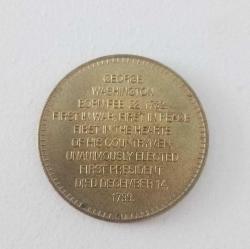 GEORGE
WASHINGTON
BORN FEB. 22, 1732.
FIRST IN WAR, FIRST IN PEACE
FIRST IN THE HEARTS
OF HIS COUNTRYMEN.
UNANIMOUSLY ELECTED
FIRST PRESIDENT
DIED DECEMBER 14,
1799.